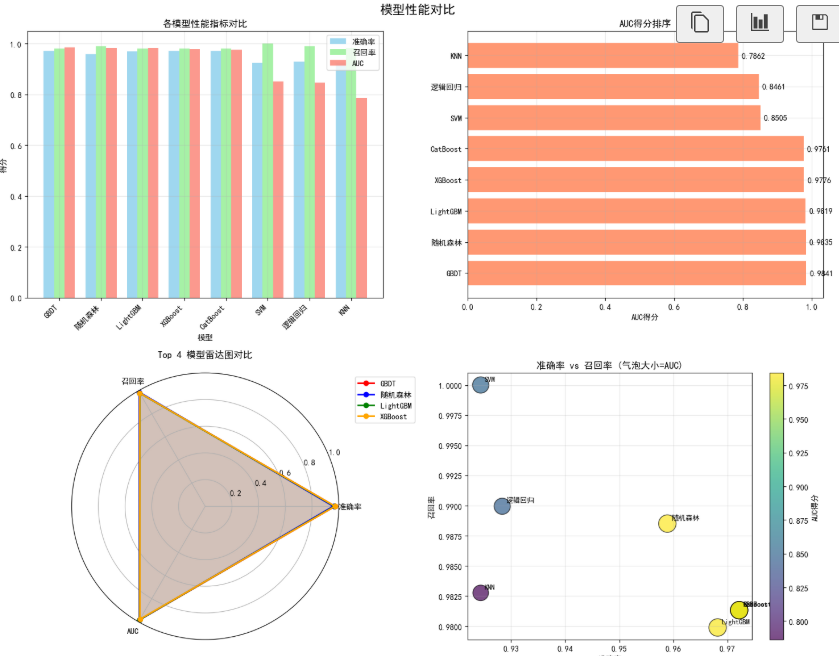 模型性能对比
各模型性能指标对比
准确率
召回率
AUC
得分
1.0
0.8
0.6
0.4
0.2
0.0
GBDT
随机森林
LightGBM
XGBoost
CatBoost
SVM
逻辑回归
KNN
模型
AUC得分排序
KNN
0.7862
逻辑回归
0.8461
SVM
0.8505
CatBoost
0.9761
XGBoost
0.9776
LightGBM
0.9819
随机森林
0.9835
GBDT
0.9841
0.0
0.2
0.4
0.6
0.8
1.0
AUC得分
Top 4 模型雷达图对比
GBDT
随机森林
LightGBM
XGBoost
召回率
准确率
AUC
0.2
0.4
0.6
0.8
1.0
准确率 vs 召回率 (气泡大小=AUC)
召回率
1.0000
0.9975
0.9950
0.9925
0.9900
0.9875
0.9850
0.9825
0.9800
SVM
逻辑回归
随机森林
KNN
LightGBM
0.93
0.94
0.95
0.96
0.97
0.975
0.950
0.925
0.900
0.875
0.850
0.825
0.800
AUC得分